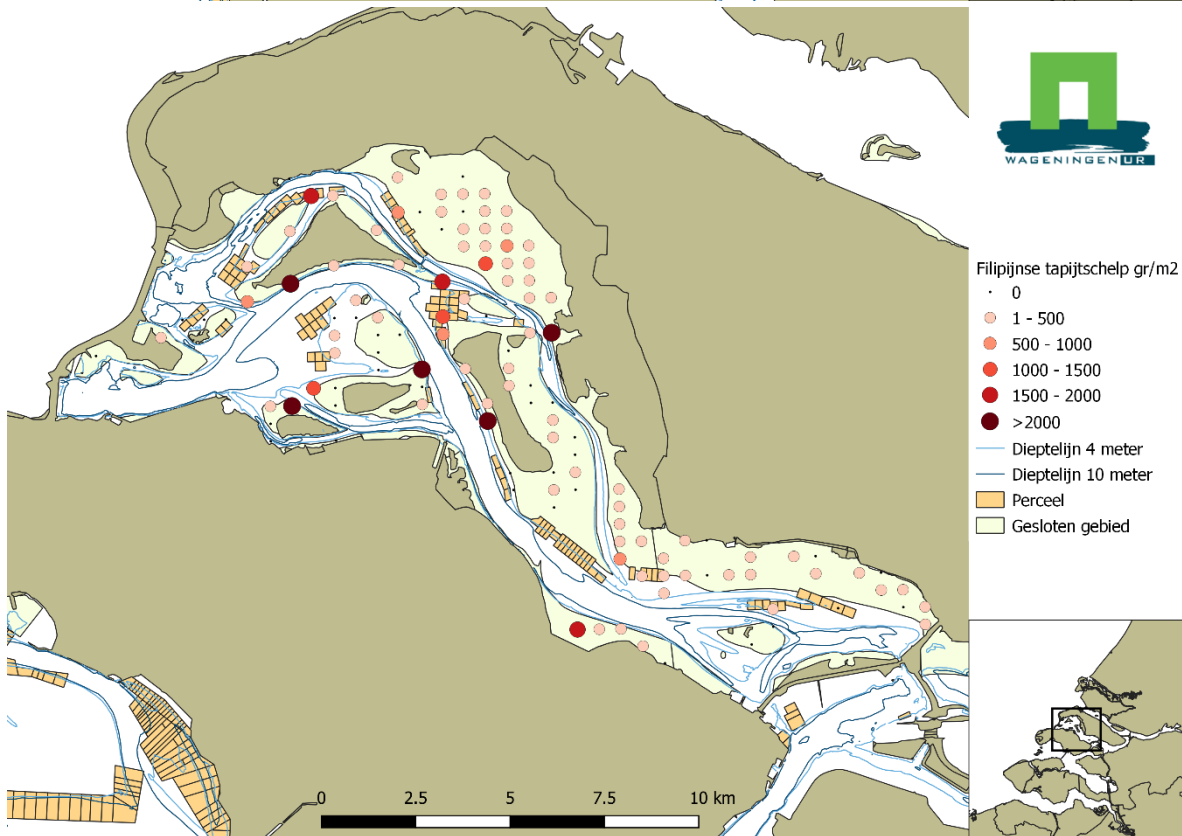 WAGENINGEN UR
Filipijnse tapijtschelp gr/m2
0
1 - 500
500 - 1000
1000 - 1500
1500 - 2000
>2000
Dieptelijn 4 meter
Dieptelijn 10 meter
Perceel
Gesloten gebied
0 2.5 5 7.5 10 km